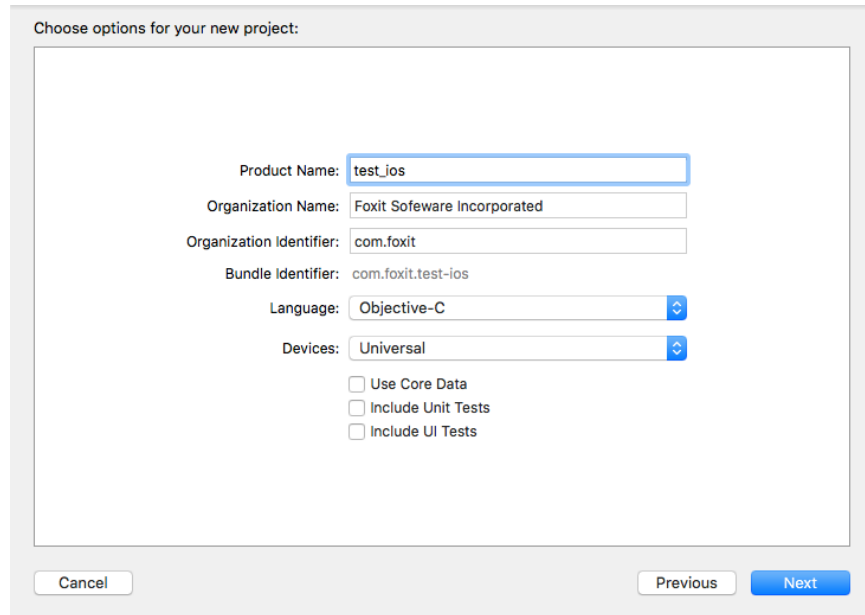 Choose options for your new project:
Product Name: test_ios
Organization Name: Foxit Sofeware Incorporated
Organization Identifier: com.foxit
Bundle Identifier: com.foxit.test-ios
Language: Objective-C
Devices: Universal
Use Core Data
Include Unit Tests
Include UI Tests
Cancel Previous Next